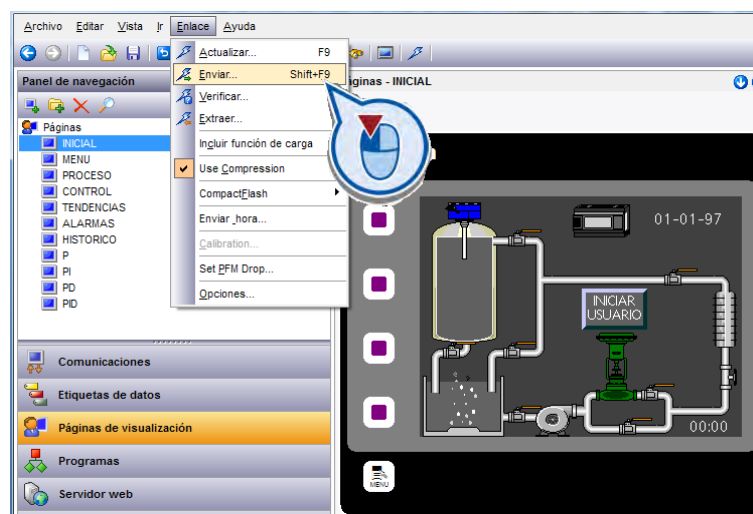 Archivo Editar Vista Ir Enlace Ayuda
Actualizar... F9
Enviar... Shift+F9
Verificar...
Extraer...
Incluir función de carga
Use Compression
CompactFlash
Enviar _hora...
Calibration...
Set PFM Drop...
Opciones...
Panel de navegación
Páginas
INICIAL
MENU
PROCESO
CONTROL
TENDENCIAS
ALARMAS
HISTORICO
P
PI
PD
PID
Comunicaciones
Etiquetas de datos
Páginas de visualización
Programas
Servidor web
áginas - INICIAL
01-01-97
INICIAR
USUARIO
00:00
MENU